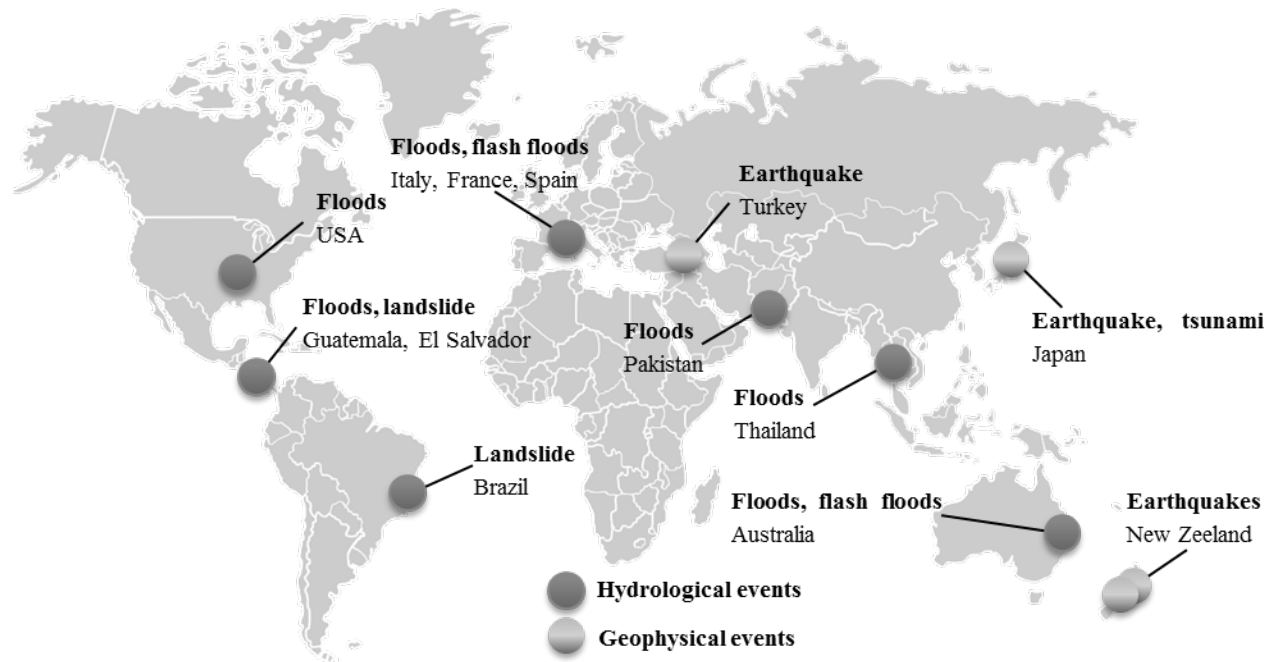 Floods, flash floods
Italy, France, Spain
Earthquake
Turkey
Floods
USA
Floods, landslide
Guatemala, El Salvador
Floods
Pakistan
Earthquake, tsunami
Japan
Floods
Thailand
Landslide
Brazil
Floods, flash floods
Australia
Earthquakes
New Zeeland
Hydrological events
Geophysical events